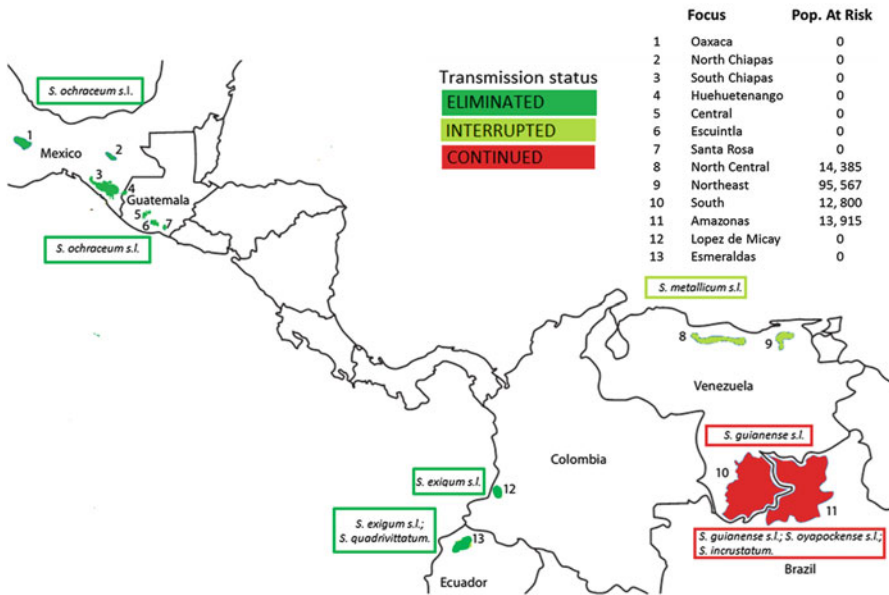 Focus Pop. At Risk
1 Oaxaca 0
2 North Chiapas 0
3 South Chiapas 0
4 Huehuetenango 0
5 Central 0
6 Escuintla 0
7 Santa Rosa 0
8 North Central 14, 385
9 Northeast 95, 567
10 South 12, 800
11 Amazonas 13, 915
12 Lopez de Micay 0
13 Esmeraldas 0
Transmission status
ELIMINATED
INTERRUPTED
CONTINUED
S. ochraceum s.l.
1
Mexico
2
3
4
Guatemala
5
6
7
S. ochraceum s.l.
S. metallicum s.l.
8
9
Venezuela
S. guianense s.l.
Colombia
10
S. exigum s.l.
12
11
S. exigum s.l.;
S. quadrivittatum.
13
S. guianense s.l.; S. oyapockense s.l.;
S. incrustatum.
Brazil
Ecuador